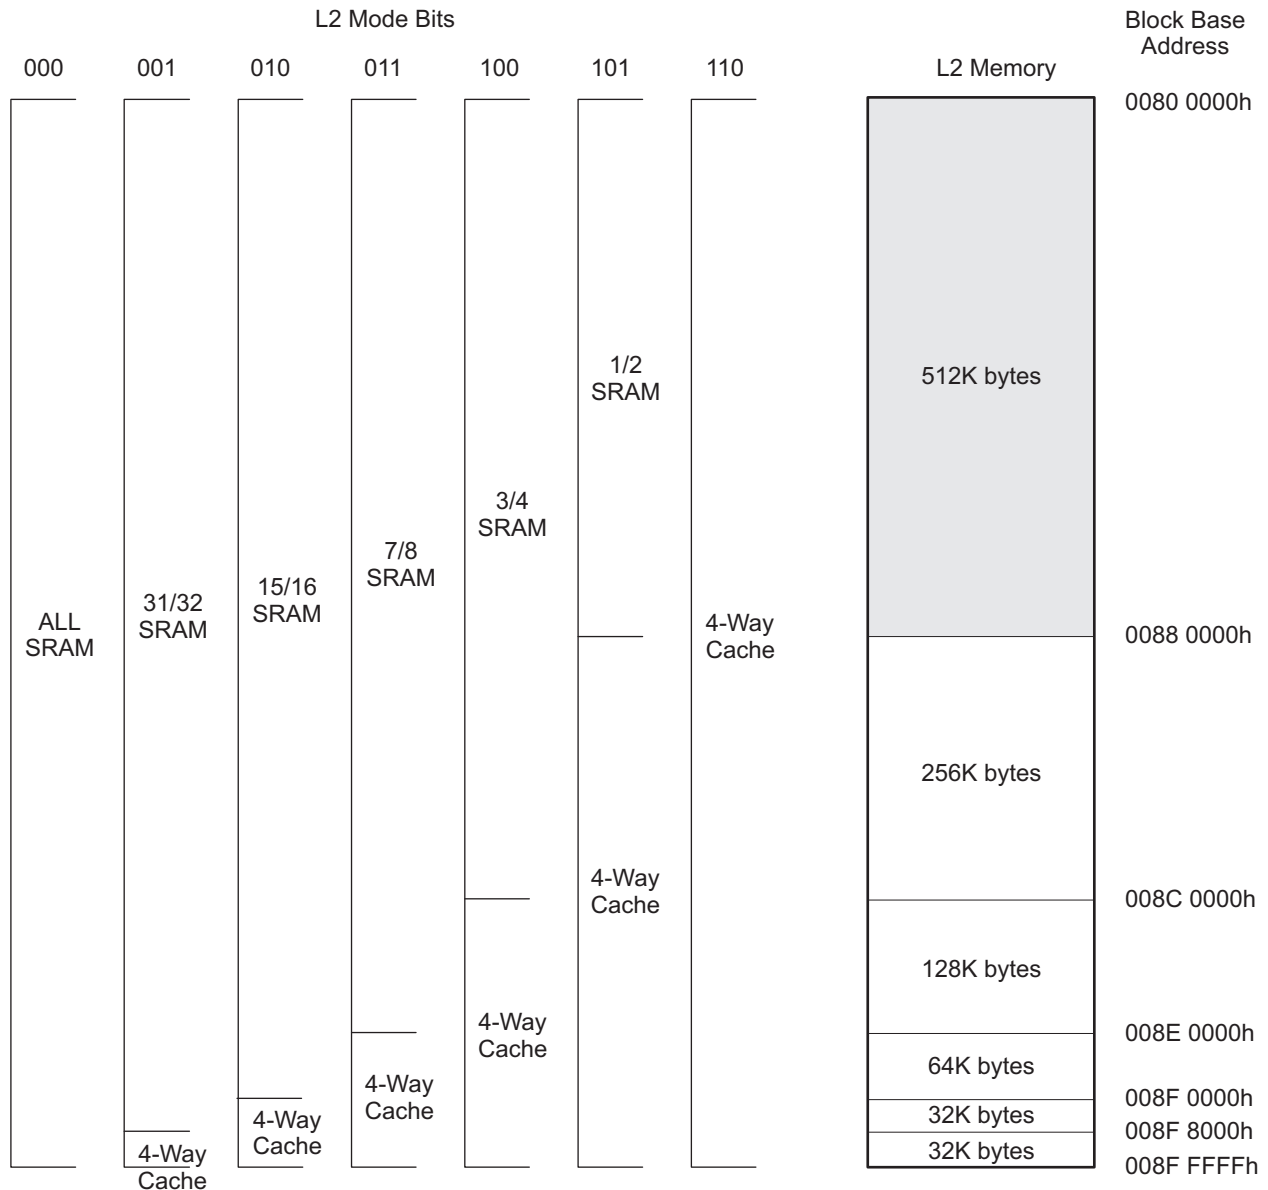 L2 Mode Bits
Block Base
Address
000 001 010 011 100 101 110 L2 Memory
0080 0000h
1/2
SRAM
512K bytes
3/4
SRAM
7/8
SRAM
15/16
SRAM
31/32
SRAM
ALL
SRAM
4-Way
Cache
0088 0000h
256K bytes
4-Way
Cache
008C 0000h
128K bytes
4-Way
Cache
008E 0000h
64K bytes
4-Way
Cache
008F 0000h
4-Way
Cache
32K bytes
008F 8000h
4-Way
Cache
32K bytes
008F FFFFh